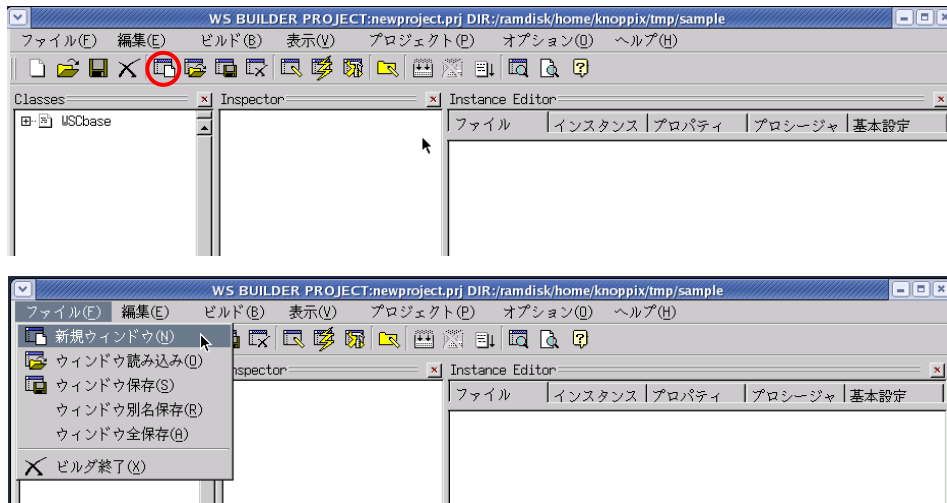 WS BUILDER PROJECT:newproject.prj DIR:/ramdisk/home/knoppix/tmp/sample
ファイル(F) 編集(E) ビルド(B) 表示(V) プロジェクト(P) オプション(O) ヘルプ(H)
Classes Inspector Instance Editor
WSCbase ファイル インスタンス プロパティ プロシージャ 基本設定
WS BUILDER PROJECT:newproject.prj DIR:/ramdisk/home/knoppix/tmp/sample
ファイル(F) 編集(E) ビルド(B) 表示(V) プロジェクト(P) オプション(O) ヘルプ(H)
新規ウィンドウ(N)
ウィンドウ読み込み(O)
nspector Instance Editor
ウィンドウ保存(S) ファイル インスタンス プロパティ プロシージャ 基本設定
ウィンドウ別名保存(R)
ウィンドウ全保存(A)
ビルダ終了(X)